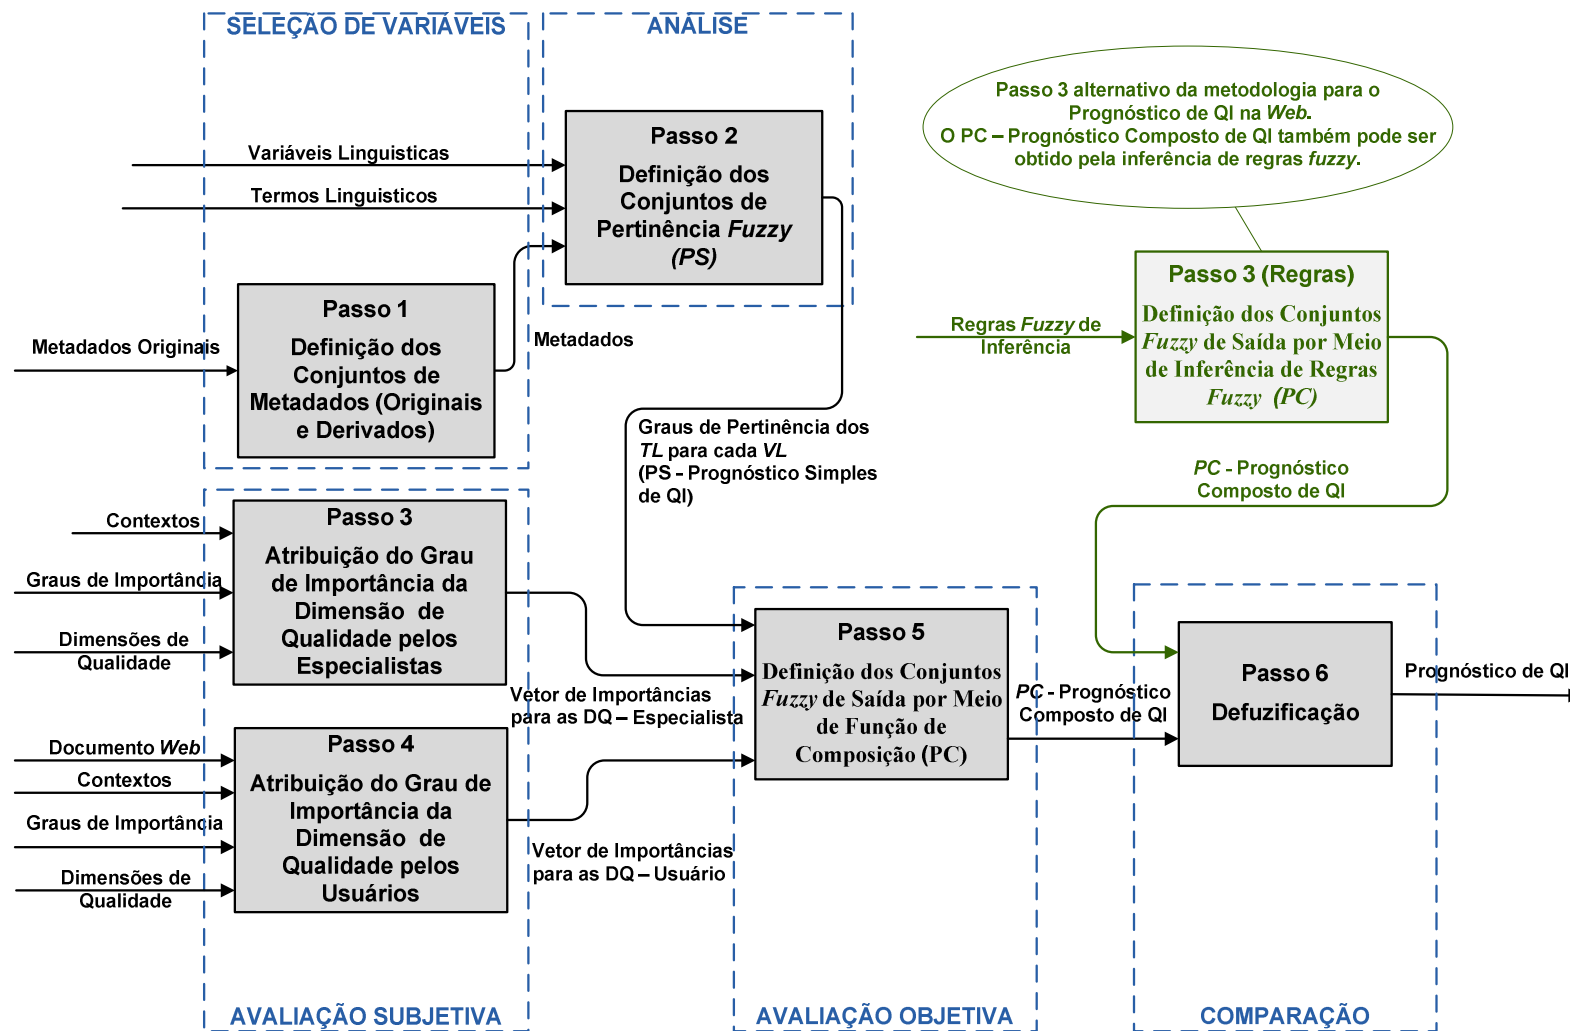 SELEÇÃO DE VARIÁVEIS
ANÁLISE
Passo 3 alternativo da metodologia para o
Prognóstico de QI na Web.
O PC – Prognóstico Composto de QI também pode ser
obtido pela inferência de regras fuzzy.
Variáveis Linguisticas
Termos Linguisticos
Passo 2
Definição dos
Conjuntos de
Pertinência Fuzzy
(PS)
Metadados Originais
Passo 1
Definição dos
Conjuntos de
Metadados (Originais
e Derivados)
Metadados
Regras Fuzzy de
Inferência
Passo 3 (Regras)
Definição dos Conjuntos
Fuzzy de Saída por Meio
de Inferência de Regras
Fuzzy (PC)
Graus de Pertinência dos
TL para cada VL
(PS - Prognóstico Simples
de QI)
PC - Prognóstico
Composto de QI
Contextos
Graus de Importância
Dimensões de
Qualidade
Passo 3
Atribuição do Grau
de Importância da
Dimensão de
Qualidade pelos
Especialistas
Vetor de Importâncias
para as DQ – Especialista
Documento Web
Contextos
Graus de Importância
Dimensões de
Qualidade
Passo 4
Atribuição do Grau de
Importância da
Dimensão de
Qualidade pelos
Usuários
Vetor de Importâncias
para as DQ – Usuário
Passo 5
Definição dos Conjuntos
Fuzzy de Saída por Meio
de Função de
Composição (PC)
PC - Prognóstico
Composto de QI
Passo 6
Defuzificação
Prognóstico de QI
AVALIAÇÃO SUBJETIVA
AVALIAÇÃO OBJETIVA
COMPARAÇÃO